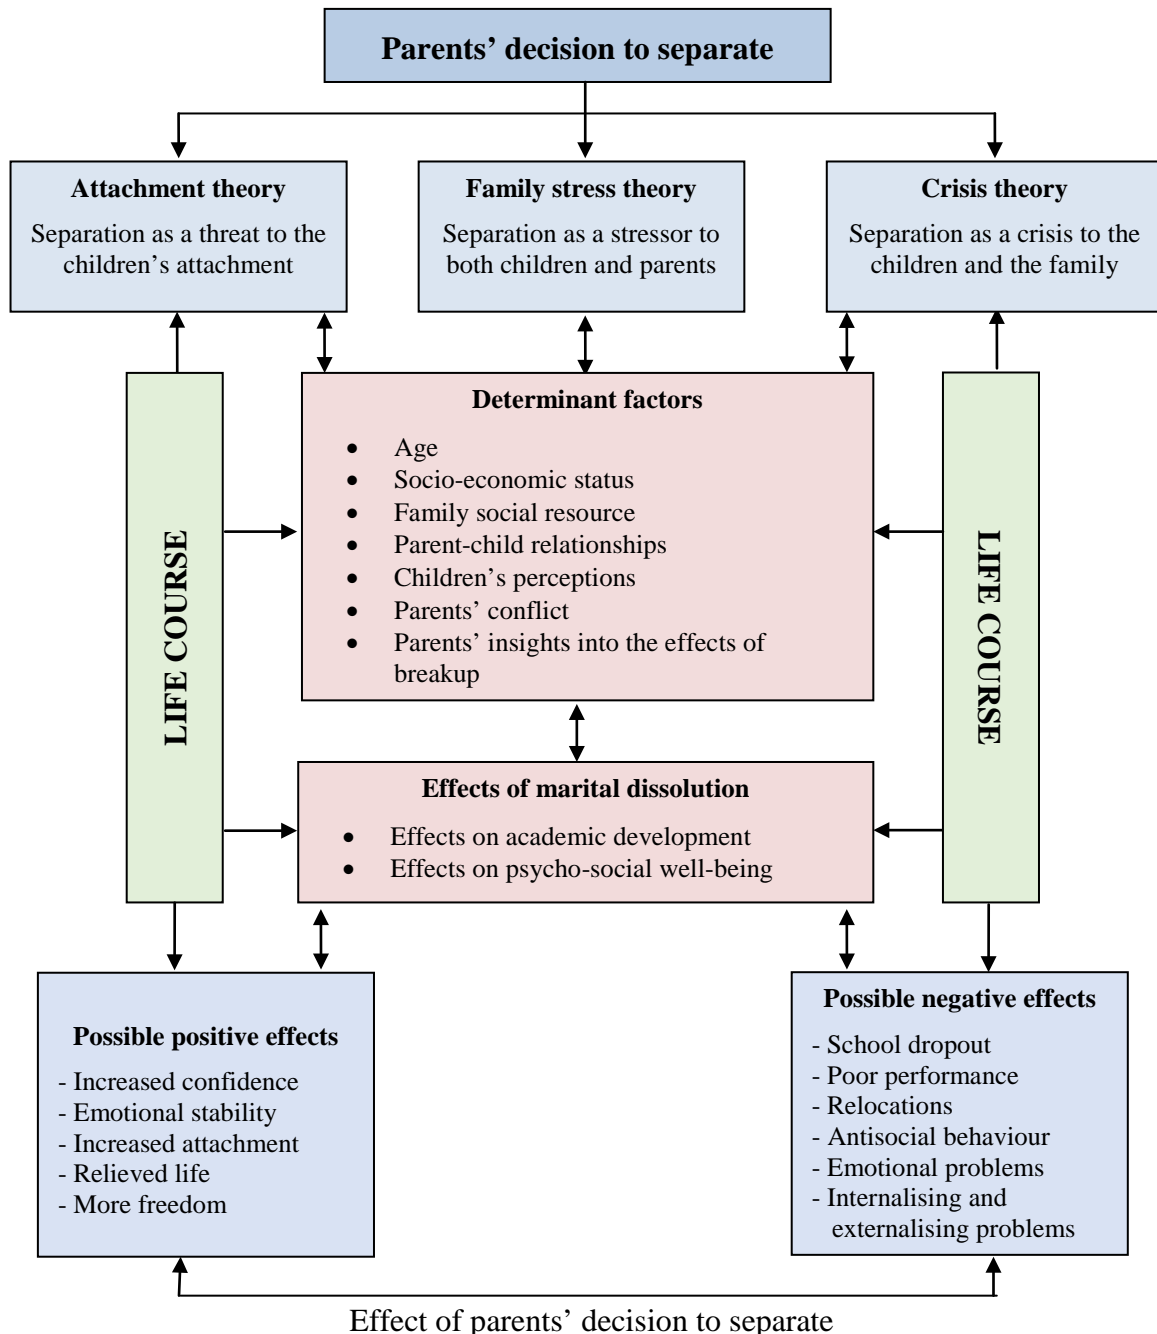 Parents’ decision to separate
Attachment theory
Separation as a threat to the
children’s attachment
Family stress theory
Separation as a stressor to
both children and parents
Crisis theory
Separation as a crisis to the
children and the family
LIFE COURSE
Determinant factors
• Age
• Socio-economic status
• Family social resource
• Parent-child relationships
• Children’s perceptions
• Parents’ conflict
• Parents’ insights into the effects of
breakup
LIFE COURSE
Effects of marital dissolution
• Effects on academic development
• Effects on psycho-social well-being
Possible positive effects
- Increased confidence
- Emotional stability
- Increased attachment
- Relieved life
- More freedom
Possible negative effects
- School dropout
- Poor performance
- Relocations
- Antisocial behaviour
- Emotional problems
- Internalising and
externalising problems
Effect of parents’ decision to separate